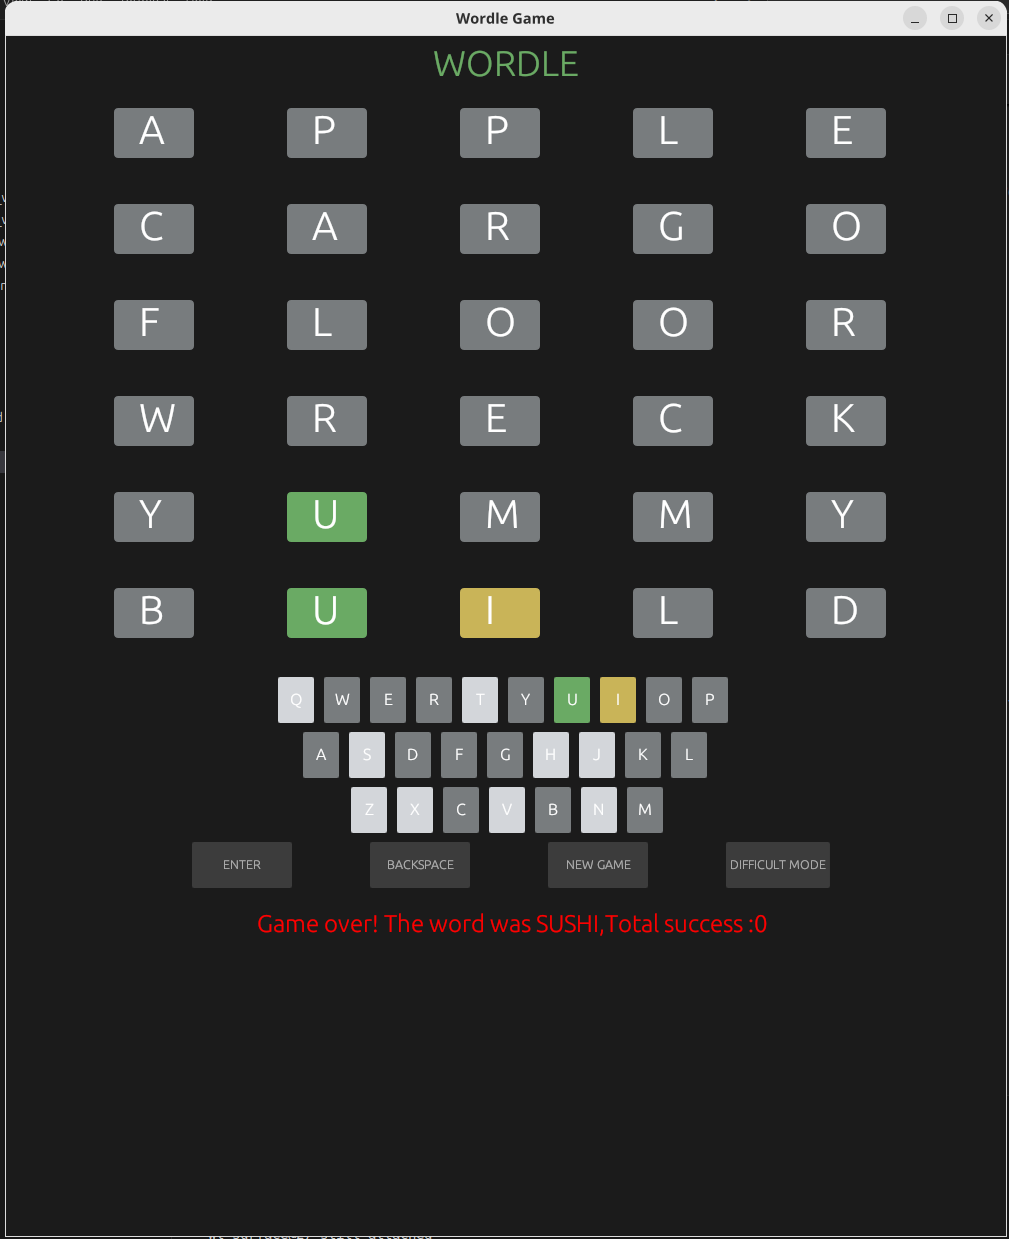 Wordle Game
WORDLE
A P P L E
C A R G O
F L O O R
W R E C K
Y U M M Y
B U I L D
Q W E R T Y U I O P
A S D F G H J K L
Z X C V B N M
ENTER BACKSPACE NEW GAME DIFFICULT MODE
Game over! The word was SUSHI,Total success :0